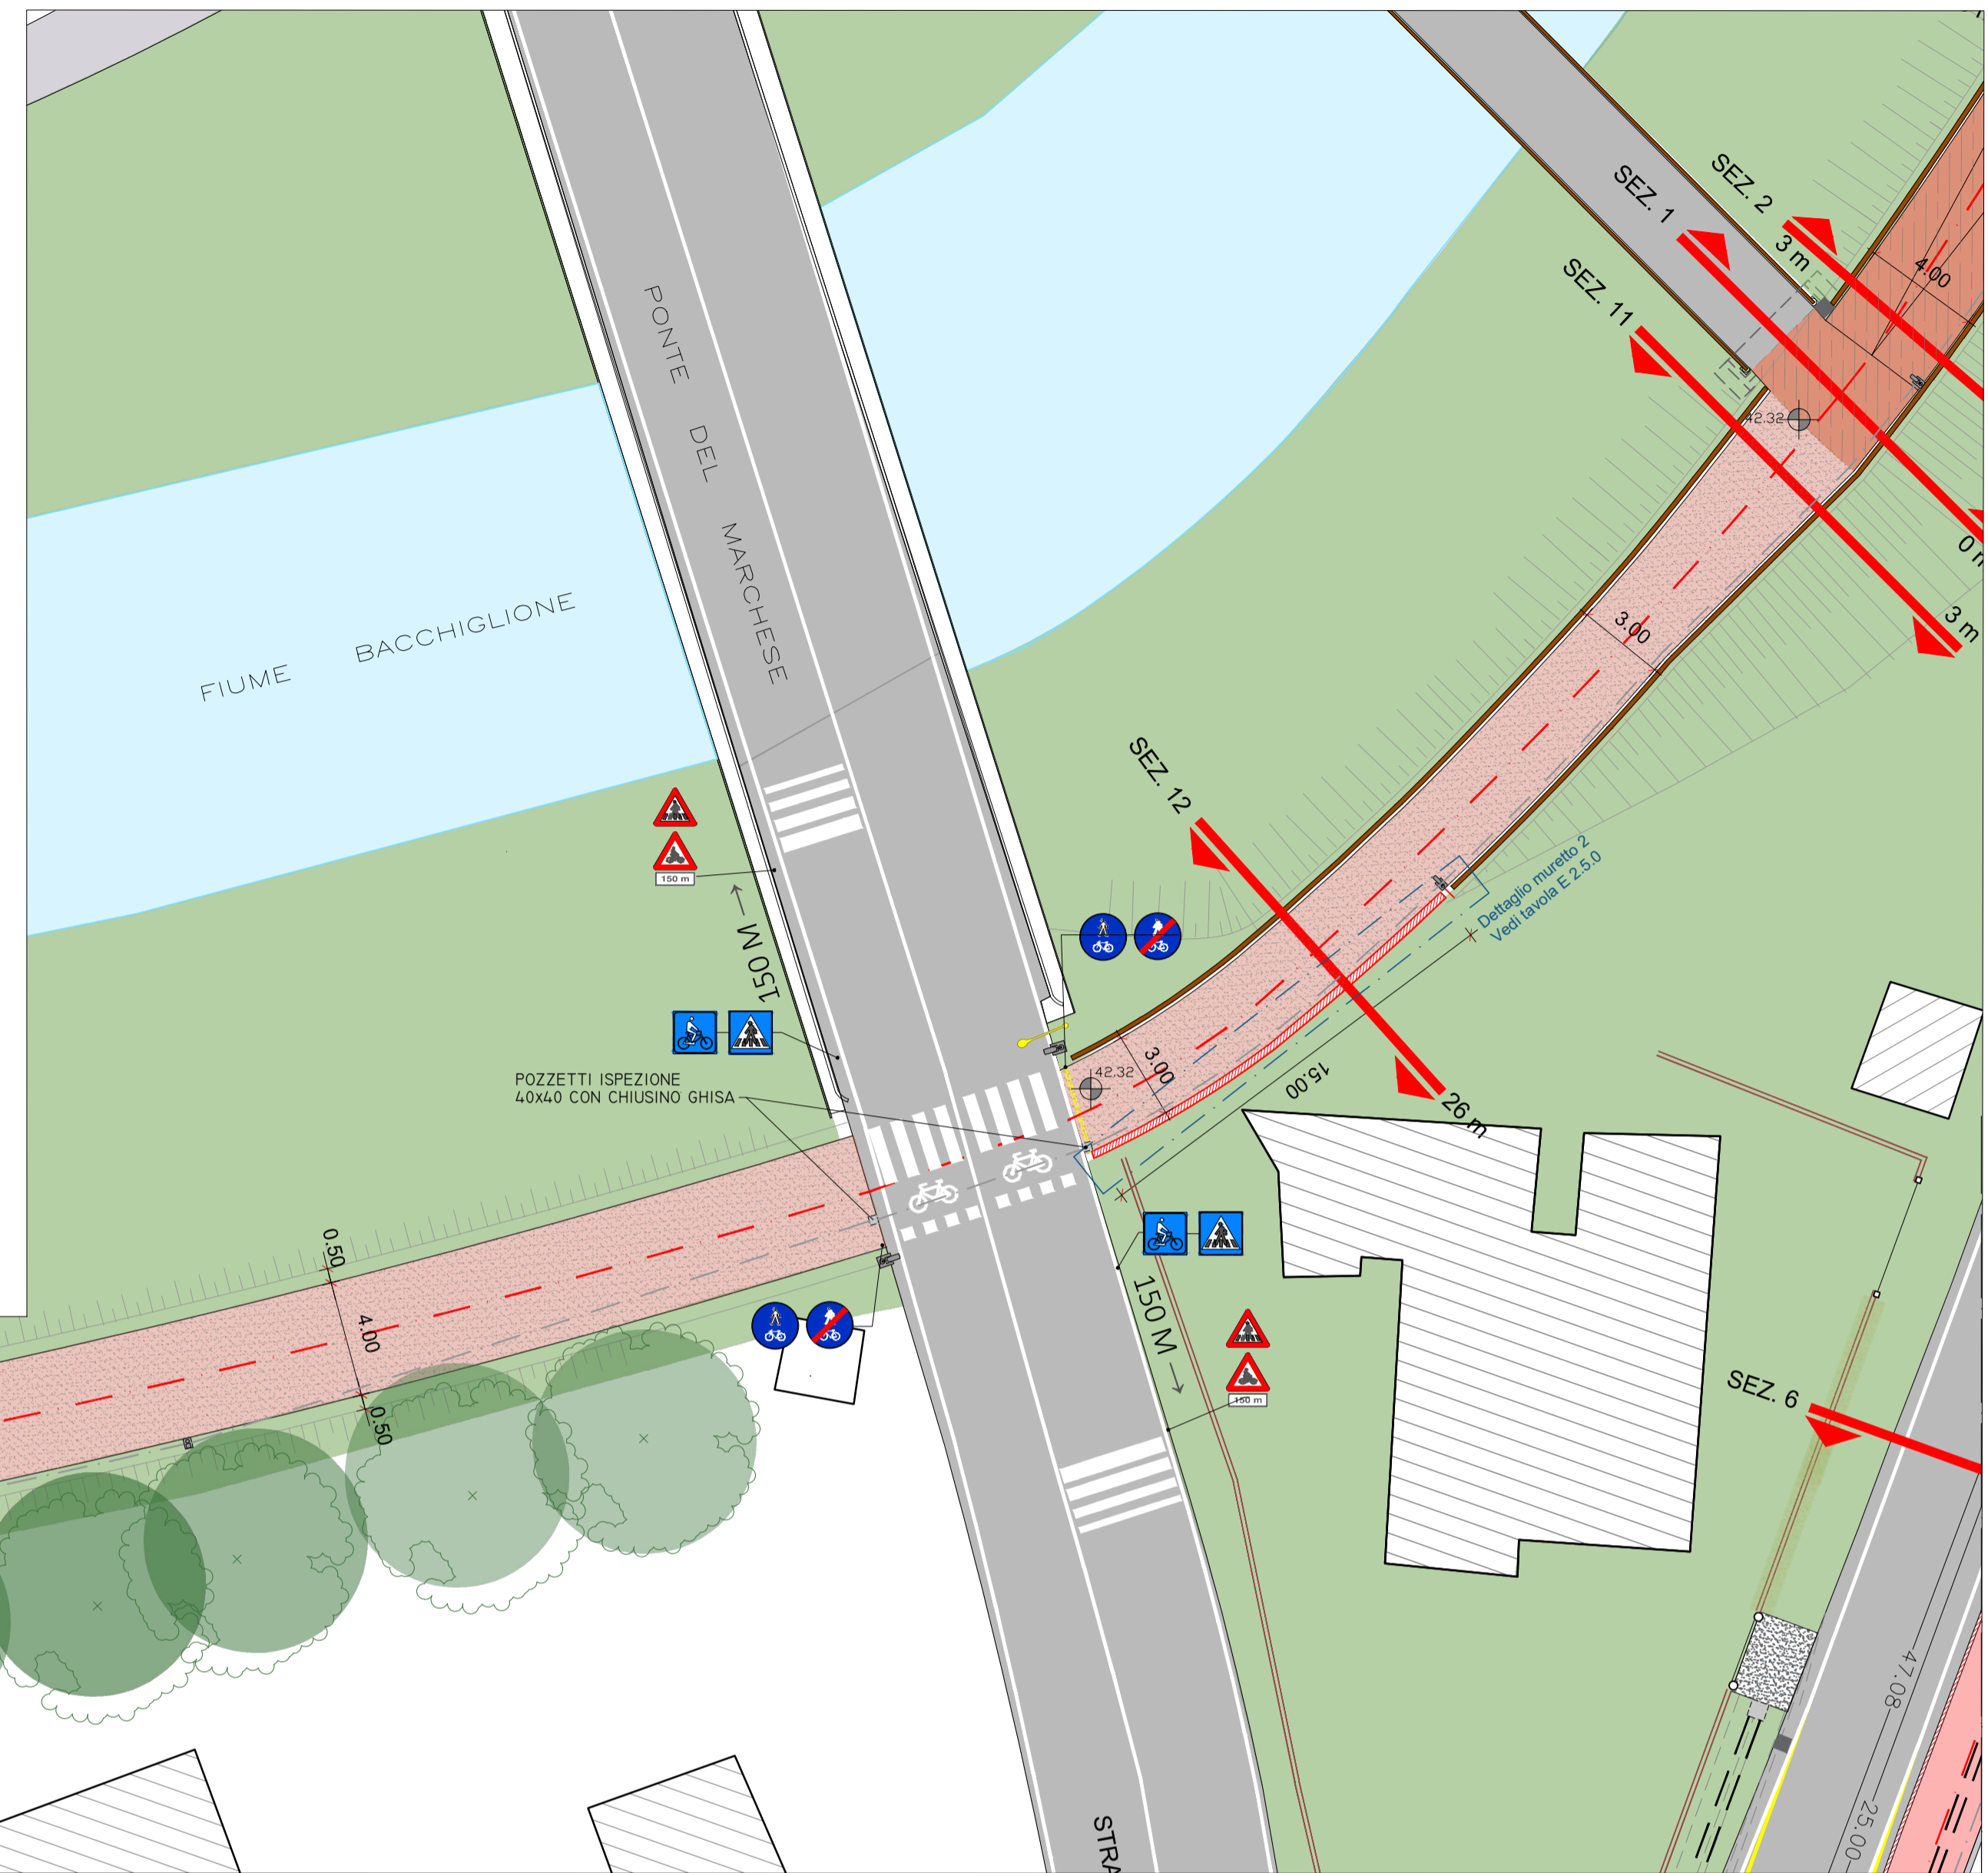 SEZ. 2
SEZ. 1
SEZ. 11
3 m
4.00
42.32
PONTE DEL MARCHESE
FIUME BACCHIGLIONE
3.00
3 m
SEZ. 12
150 m
150 M
Dettaglio muretto 2
Vedi tavola E 2.5.0
POZZETTI ISPEZIONE
40x40 CON CHIUSINO GHISA
42.32
3.00
15.00
26 m
0.50
4.00
0.50
150 M
150 m
SEZ. 6
47.08
25.00
STRA